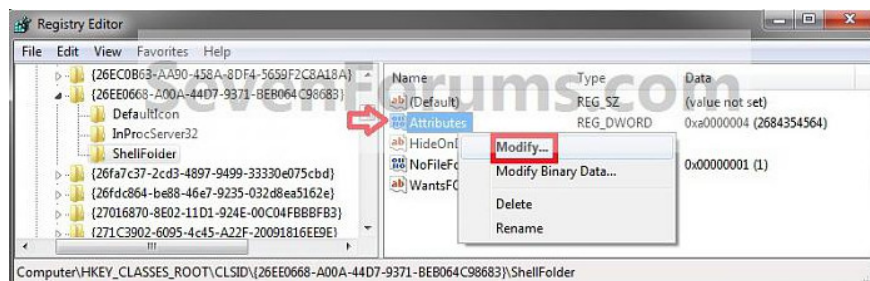 Registry Editor
File Edit View Favorites Help
SevenForums.com
{26EC0B63-AA90-458A-8DF4-5659F2C8A18A}
{26EE0668-A00A-44D7-9371-BEB064C98683}
DefaultIcon
InProcServer32
ShellFolder
{26fa7c37-2cd3-4897-9499-33330e075cbd}
{26fdc864-be88-46e7-9235-032d8ea5162e}
{27016870-8E02-11D1-924E-00C04FBBBFB3}
{271C3902-6095-4c45-A22F-20091816EE9E}
Name Type Data
(Default) REG_SZ (value not set)
Attributes REG_DWORD 0xa0000004 (2684354564)
HideOnD
NoFileFo 0x00000001 (1)
WantsFO
Modify...
Modify Binary Data...
Delete
Rename
Computer\HKEY_CLASSES_ROOT\CLSID\{26EE0668-A00A-44D7-9371-BEB064C98683}\ShellFolder